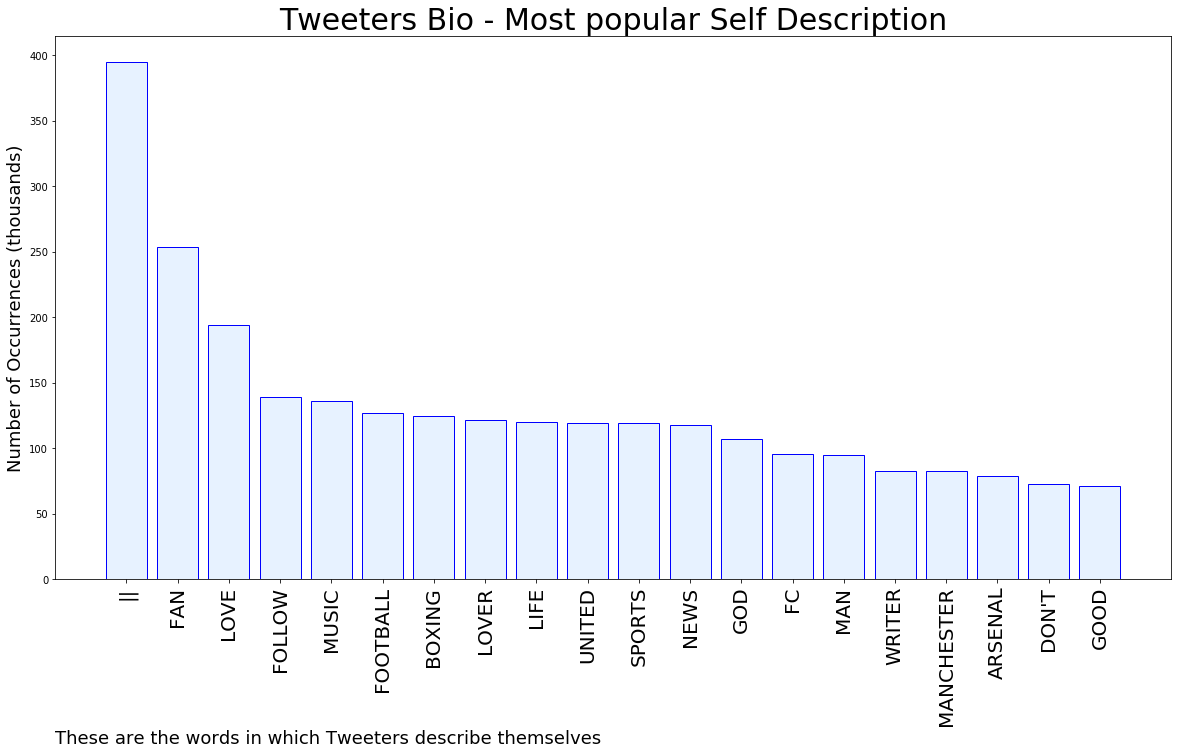 Tweeters Bio - Most popular Self Description
Number of Occurrences (thousands)
400
350
300
250
200
150
100
50
0
||
FAN
LOVE
FOLLOW
MUSIC
FOOTBALL
BOXING
LOVER
LIFE
UNITED
SPORTS
NEWS
GOD
FC
MAN
WRITER
MANCHESTER
ARSENAL
DON'T
GOOD
These are the words in which Tweeters describe themselves